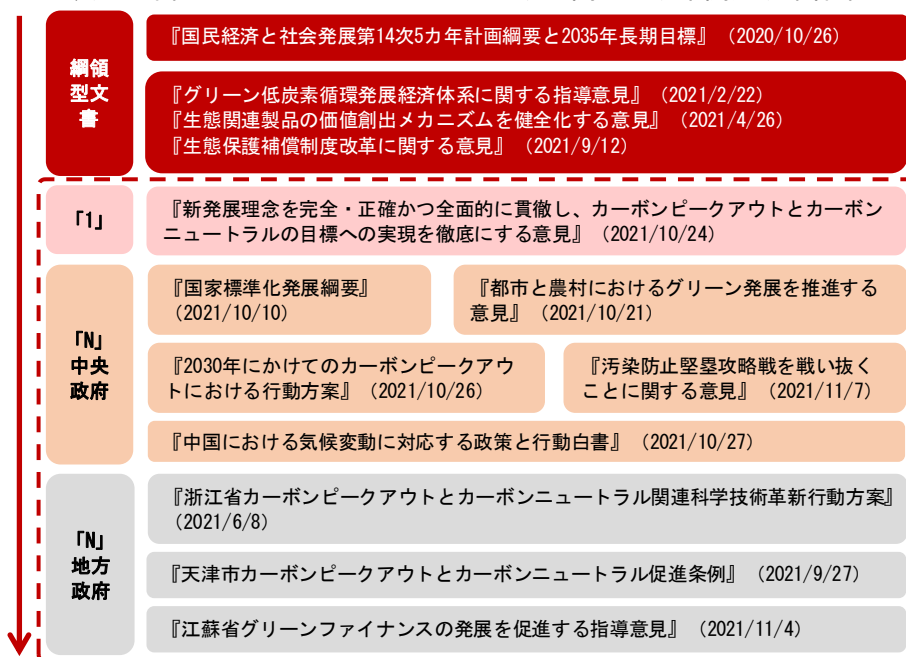 綱領
型文
書
『国民経済と社会発展第14次5カ年計画綱要と2035年長期目標』（2020/10/26）
『グリーン低炭素循環発展経済体系に関する指導意見』（2021/2/22）
『生態関連製品の価値創出メカニズムを健全化する意見』（2021/4/26）
『生態保護補償制度改革に関する意見』（2021/9/12）
「1」
『新発展理念を完全・正確かつ全面的に貫徹し、カーボンピークアウトとカーボン
ニュートラルの目標への実現を徹底にする意見』（2021/10/24）
「N」
中央
政府
『国家標準化発展綱要』
（2021/10/10）
『都市と農村におけるグリーン発展を推進する
意見』（2021/10/21）
『2030年にかけてのカーボンピークアウ
トにおける行動方案』（2021/10/26）
『汚染防止堅塁攻略戦を戦い抜く
ことに関する意見』（2021/11/7）
『中国における気候変動に対応する政策と行動白書』（2021/10/27）
「N」
地方
政府
『浙江省カーボンピークアウトとカーボンニュートラル関連科学技術革新行動方案』
（2021/6/8）
『天津市カーボンピークアウトとカーボンニュートラル促進条例』（2021/9/27）
『江蘇省グリーンファイナンスの発展を促進する指導意見』（2021/11/4）